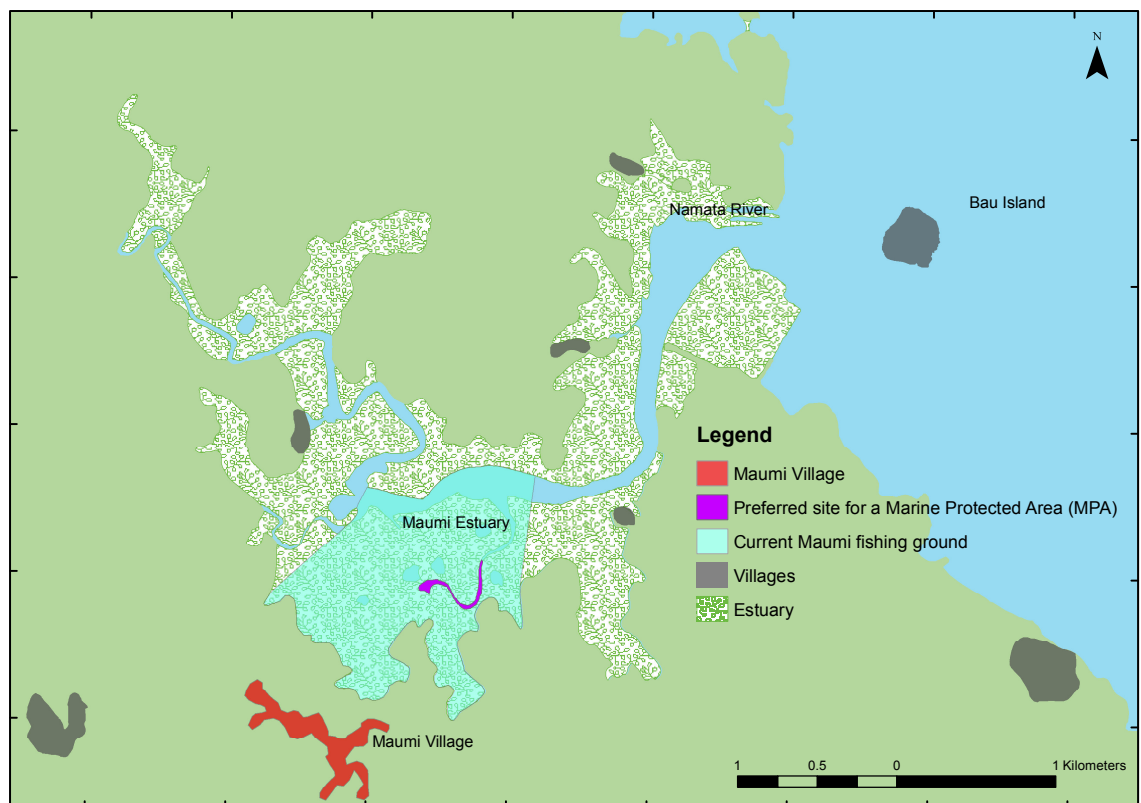 N
Bau Island
Namata River
Legend
Maumi Village
Preferred site for a Marine Protected Area (MPA)
Maumi Estuary
Current Maumi fishing ground
Villages
Estuary
Maumi Village
1 0.5 0 1 Kilometers